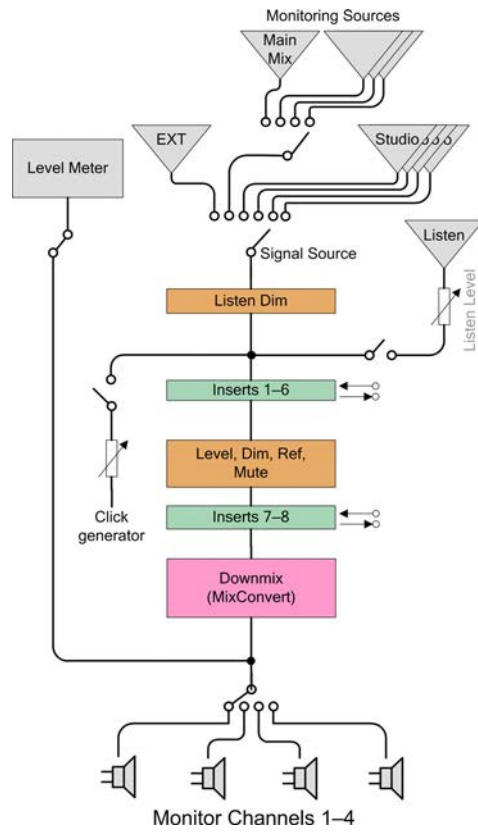 Monitoring Sources
Main
Mix
EXT
Studio
Level Meter
Listen
Signal Source
Listen Level
Listen Dim
Inserts 1–6
Level, Dim, Ref,
Mute
Click
generator
Inserts 7–8
Downmix
(MixConvert)
Monitor Channels 1–4